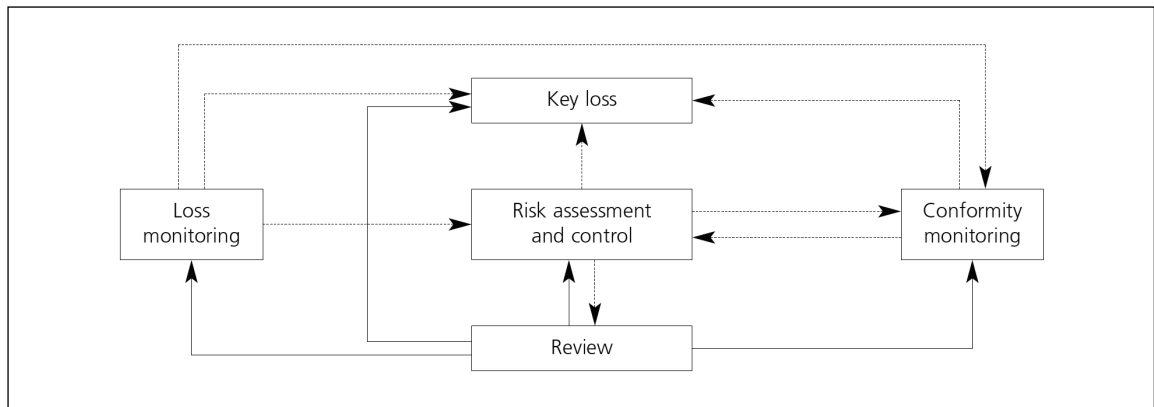 Key loss
Loss
monitoring
Risk assessment
and control
Conformity
monitoring
Review